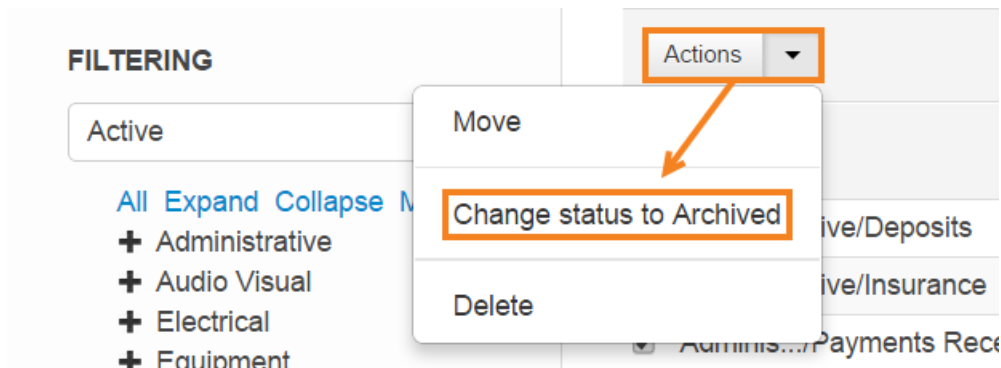 FILTERING
Active
All Expand Collapse
Administrative
Audio Visual
Electrical
Equipment
Actions
Move
Change status to Archived
Delete
ive/Deposits
ive/Insurance
Adminis.../Payments Rece